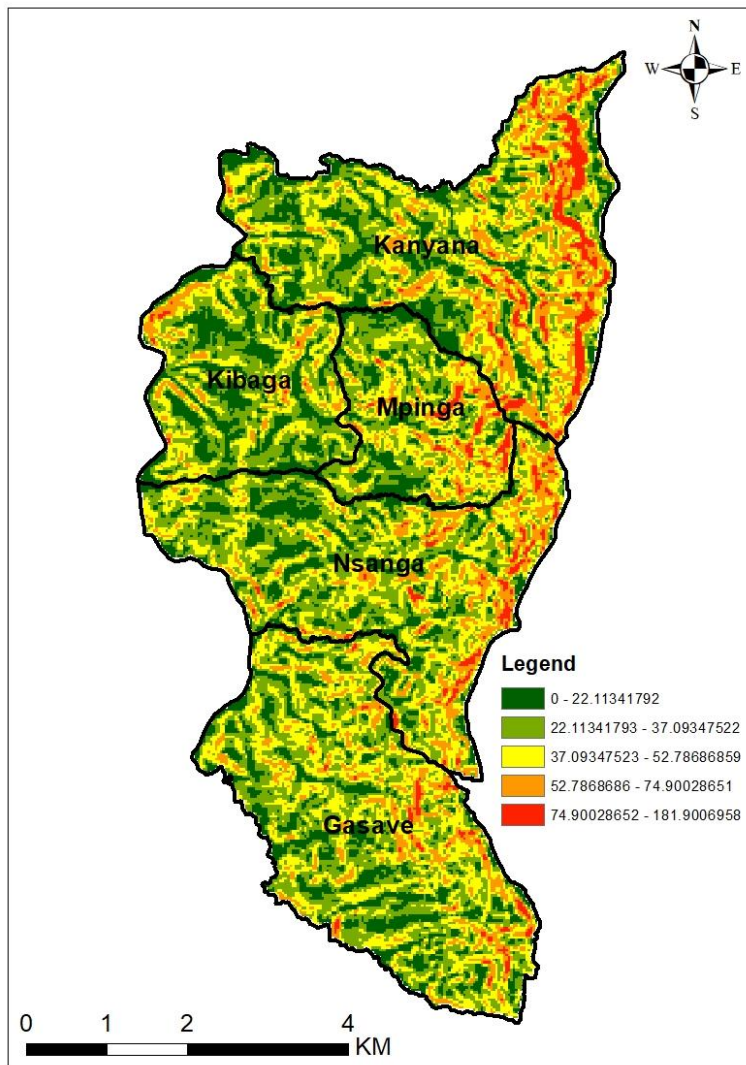 N
W E
S
Kanyana
Kibaga
Mpinga
Nsanga
Legend
0 - 22.11341792
22.11341793 - 37.09347522
37.09347523 - 52.78686859
52.7868686 - 74.90028651
74.90028652 - 181.9006958
Gasave
0 1 2 4
KM